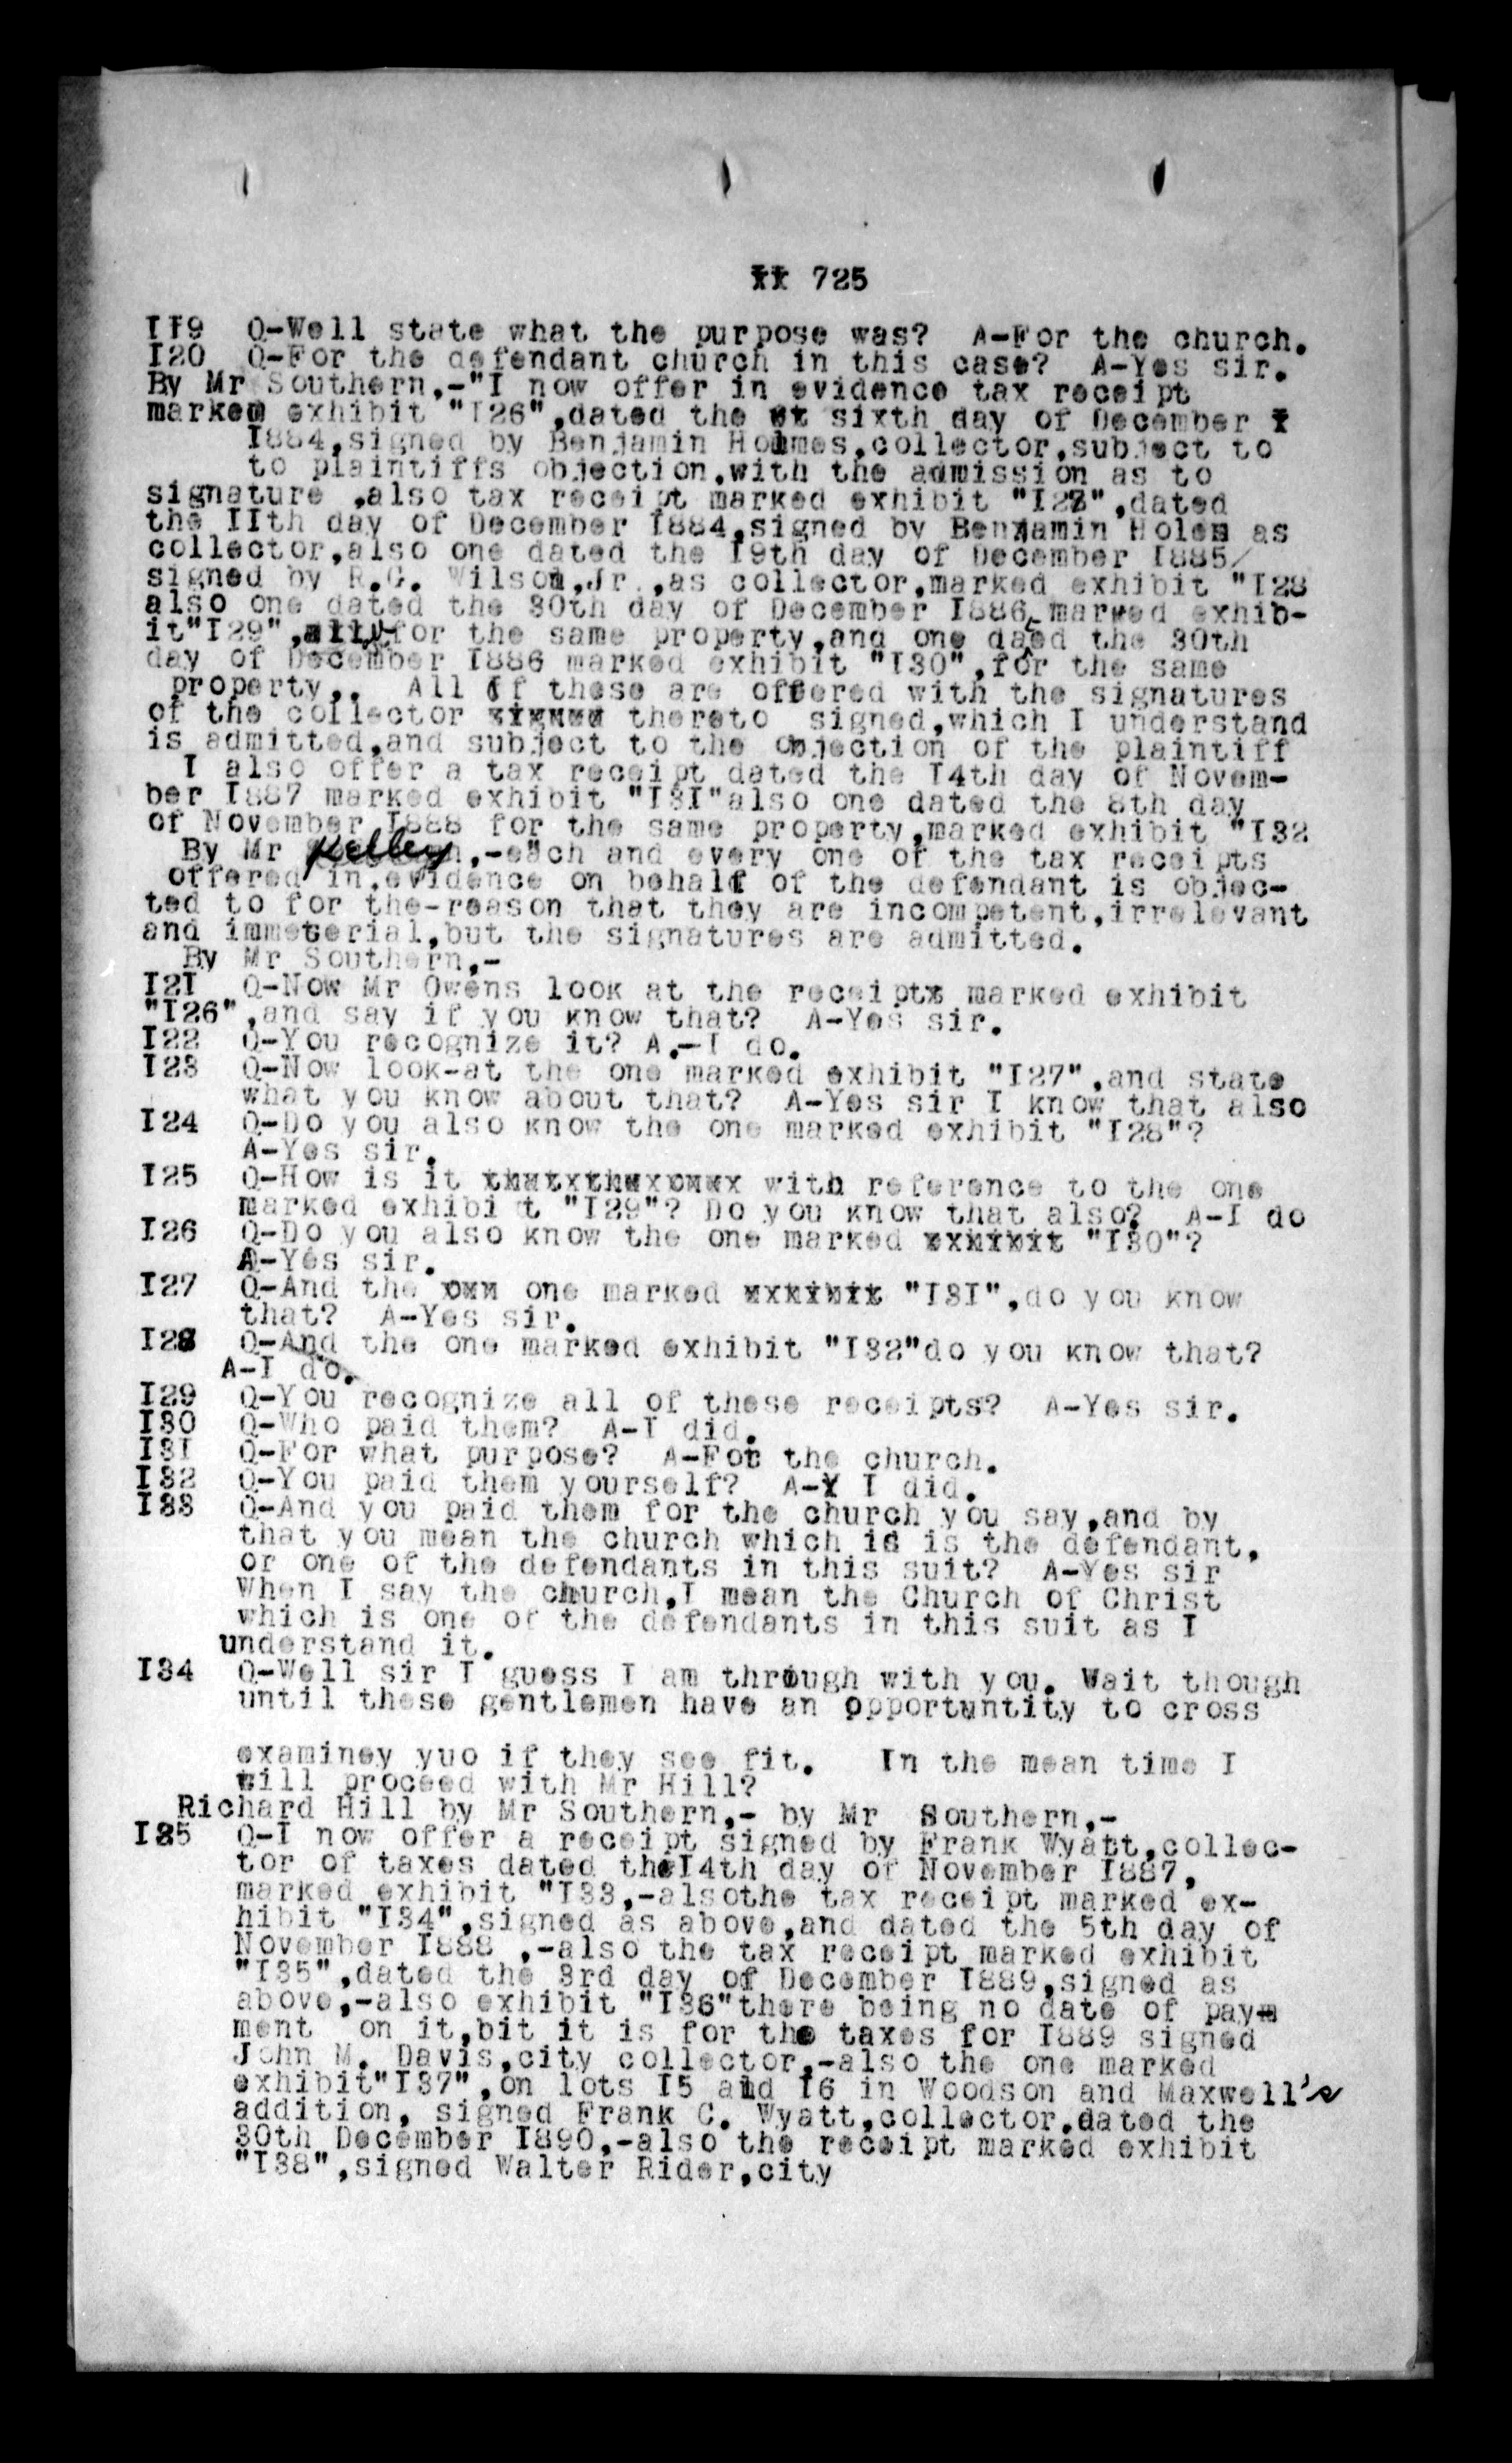 725
II9 Q-Well state what the purpose was? A-For the church.
I20 Q-For the defendant church in this case? A-Yes sir.
By Mr Southern,-"I now offer in evidence tax receipt
marked exhibit "I26",dated the sixth day of December
I884,signed by Benjamin Holmes,collector,subject to
to plaintiffs objection,with the admission as to
signature ,also tax receipt marked exhibit "I27",dated
the IIth day of December I884,signed by Benjamin Holes as
collector,also one dated the I9th day of December I885/
signed by R.G. Wilson,Jr.,as collector,marked exhibit "I28
also one dated the 30th day of December I886, marked exhib-
it"I29", for the same property,and one daed the 30th
day of December I886 marked exhibit "I30",for the same
property,. All of these are offered with the signatures
of the collector thereto signed,which I understand
is admitted,and subject to the objection of the plaintiff
I also offer a tax receipt dated the I4th day of Novem-
ber I887 marked exhibit "I3I"also one dated the 8th day
of November I888 for the same property,marked exhibit "I32
By Mr Kelley,-each and every one of the tax receipts
offered in evidence on behalf of the defendant is objec-
ted to for the-reason that they are incompetent,irrelevant
and immeterial,but the signatures are admitted.
By Mr Southern,-
I2I Q-Now Mr Owens look at the receipt marked exhibit
"I26",and say if you know that? A-Yes sir.
I22 Q-You recognize it? A.-I do.
I23 Q-Now look-at the one marked exhibit "I27",and state
what you know about that? A-Yes sir I know that also
I24 Q-Do you also know the one marked exhibit "I28"?
A-Yes sir.
I25 Q-How is it with reference to the one
marked exhibi t "I29"? Do you know that also? A-I do
I26 Q-Do you also know the one marked exhibit "I30"?
A-Yes sir.
I27 Q-And the one marked exhibit "I3I",do you know
that? A-Yes sir.
I28 Q-And the one marked exhibit "I32"do you know that?
A-I do.
I29 Q-You recognize all of these receipts? A-Yes sir.
I30 Q-Who paid them? A-I did.
I3I Q-For what purpose? A-For the church.
I32 Q-You paid them yourself? A-Y I did.
I33 Q-And you paid them for the church you say,and by
that you mean the church which is is the defendant,
or one of the defendants in this suit? A-Yes sir
When I say the church,I mean the Church of Christ
which is one of the defendants in this suit as I
understand it.
I34 Q-Well sir I guess I am through with you. Wait though
until these gentlemen have an opportuntity to cross
examiney yuo if they see fit. In the mean time I
will proceed with Mr Hill?
Richard Hill by Mr Southern,- by Mr Southern,-
I35 Q-I now offer a receipt signed by Frank Wyatt,collec-
tor of taxes dated theI4th day of November I887,
marked exhibit "I33,-alsothe tax receipt marked ex-
hibit "I34",signed as above,and dated the 5th day of
November I888 ,-also the tax receipt marked exhibit
"I35",dated the 3rd day of December I889,signed as
above,-also exhibit "I36"there being no date of pay-
ment on it,bit it is for the taxes for I889 signed
John M. Davis,city collector,-also the one marked
exhibit"I37",on lots I5 and I6 in Woodson and Maxwell's
addition, signed Frank C. Wyatt,collector,dated the
30th December I890,-also the receipt marked exhibit
"I38",signed Walter Rider,city